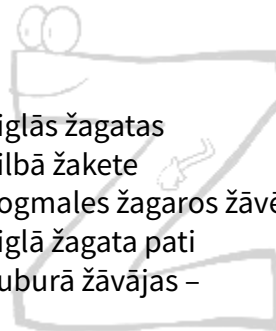 iglās žagatas
ilbā žakete
ogmales žagaros žāvē
iglā žagata pati
uburā žāvājas –